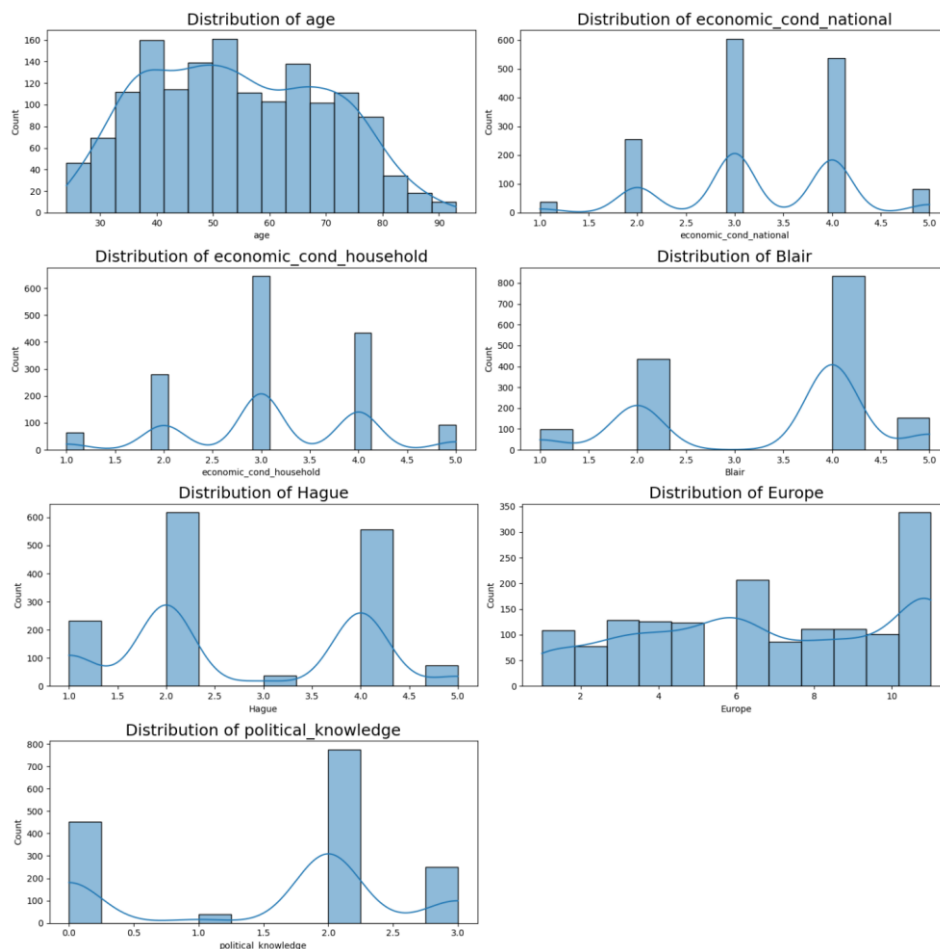 Distribution of age
160
140
120
100
80
60
40
20
0
Count
30 40 50 60 70 80 90
age
Distribution of economic_cond_national
600
500
400
300
200
100
0
Count
1.0 1.5 2.0 2.5 3.0 3.5 4.0 4.5 5.0
economic_cond_national
Distribution of economic_cond_household
600
500
400
300
200
100
0
Count
1.0 1.5 2.0 2.5 3.0 3.5 4.0 4.5 5.0
economic_cond_household
Distribution of Blair
800
700
600
500
400
300
200
100
0
Count
1.0 1.5 2.0 2.5 3.0 3.5 4.0 4.5 5.0
Blair
Distribution of Hague
600
500
400
300
200
100
0
Count
1.0 1.5 2.0 2.5 3.0 3.5 4.0 4.5 5.0
Hague
Distribution of Europe
350
300
250
200
150
100
50
0
Count
2 4 6 8 10
Europe
Distribution of political_knowledge
800
700
600
500
400
300
200
100
0
Count
0.0 0.5 1.0 1.5 2.0 2.5 3.0
political_knowledge